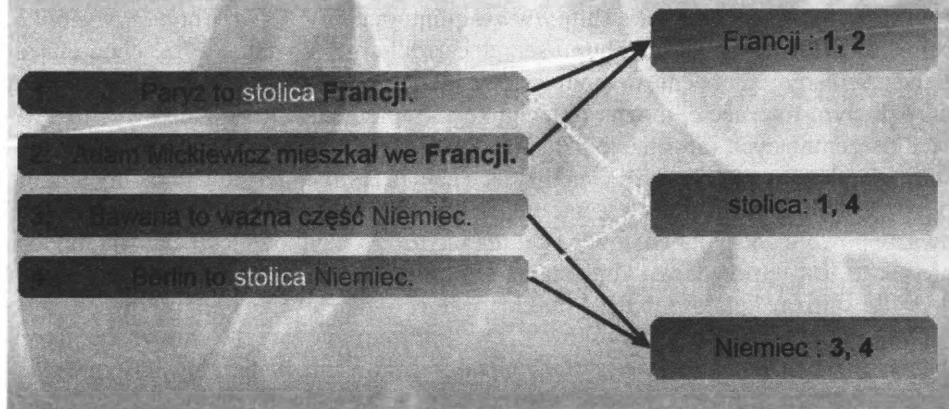 1. Paryż to stolica Francji.
2. Adam Mickiewicz mieszkał we Francji.
3. Bawaria to ważna część Niemiec.
4. Berlin to stolica Niemiec.
Francji : 1, 2
stolica: 1, 4
Niemiec : 3, 4